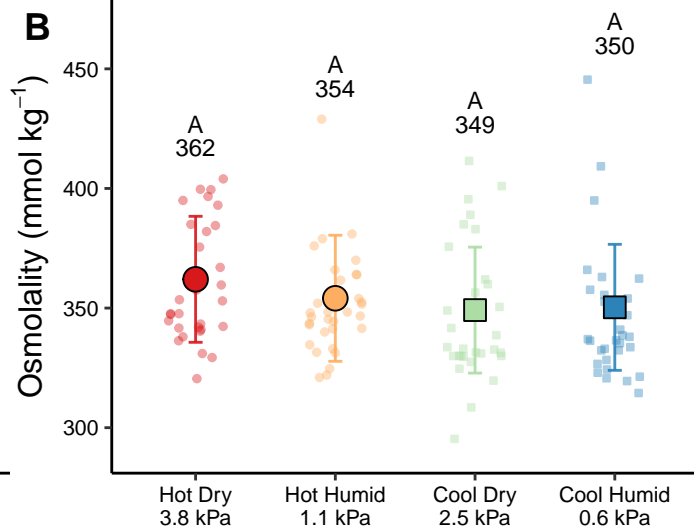 B
Osmolality (mmol kg⁻¹)
450
400
350
300
A
362
A
354
A
349
A
350
Hot Dry
3.8 kPa
Hot Humid
1.1 kPa
Cool Dry
2.5 kPa
Cool Humid
0.6 kPa